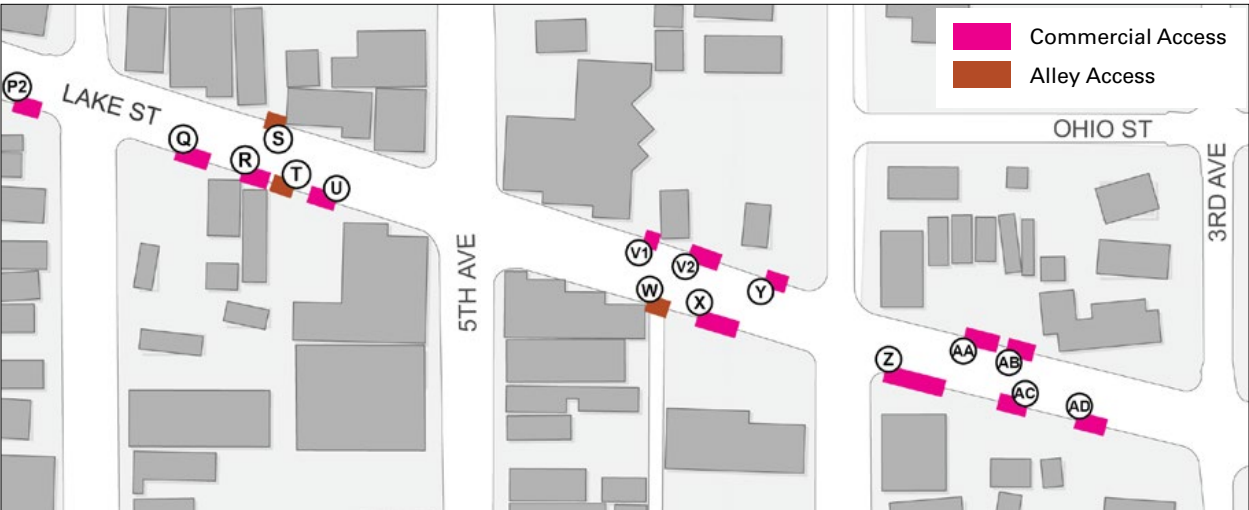 Commercial Access
Alley Access
P2
LAKE ST
S
Q
R
T
U
OHIO ST
3RD AVE
5TH AVE
V1
V2
Y
W
X
Z
AA
AB
AC
AD